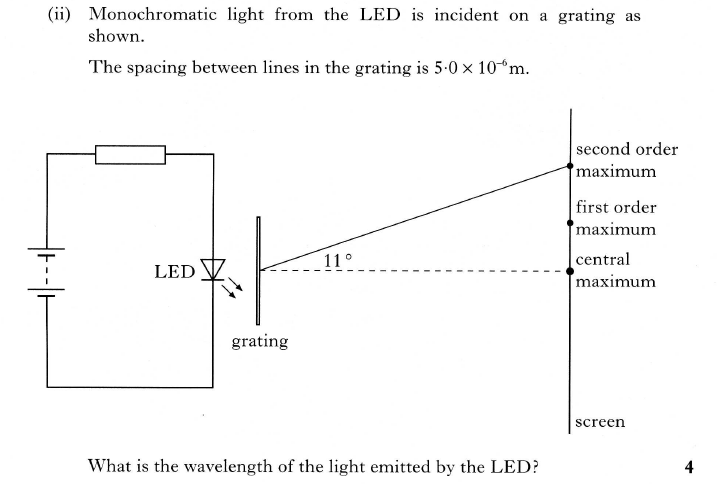 (ii) Monochromatic light from the LED is incident on a grating as
shown.
The spacing between lines in the grating is 5·0 × 10⁻⁶m.
second order
maximum
first order
maximum
11°
central
maximum
LED
grating
screen
What is the wavelength of the light emitted by the LED? 4